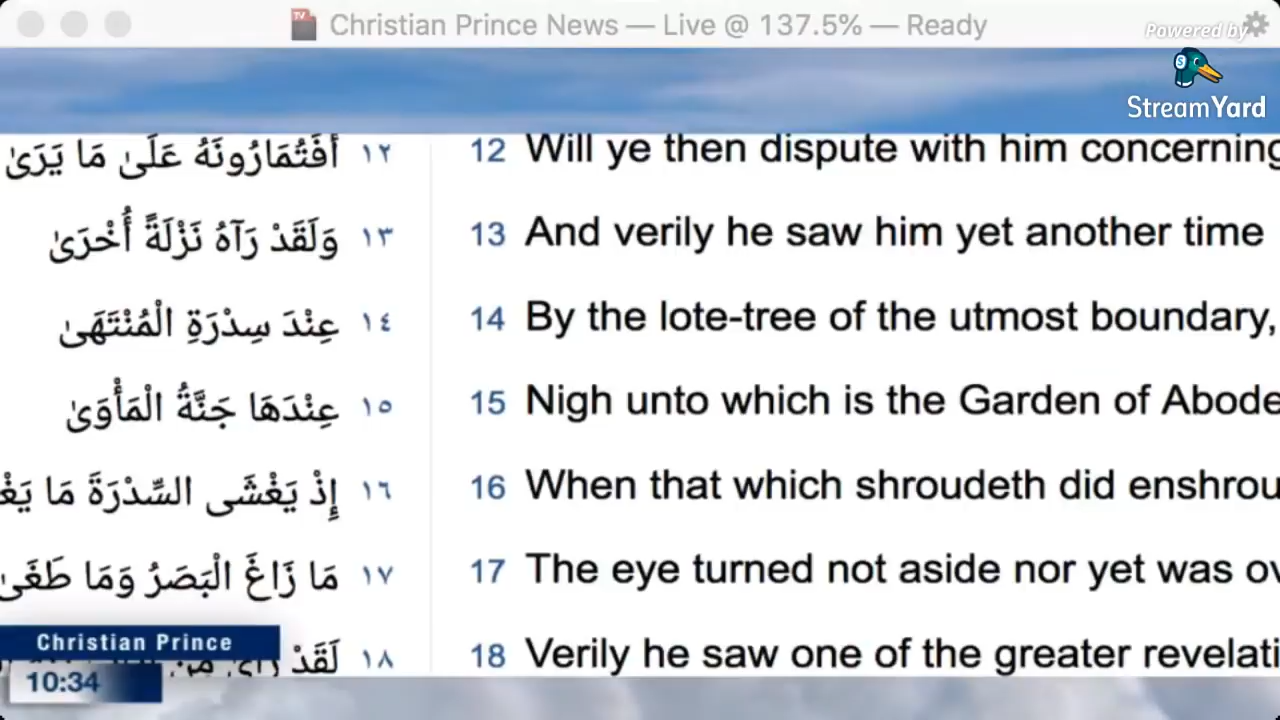 Christian Prince News — Live @ 137.5% — Ready
Powered by
StreamYard
أَفَتُمَارُونَهُ عَلَىٰ مَا يَرَىٰ ١٢
12 Will ye then dispute with him concerning
وَلَقَدْ رَآهُ نَزْلَةً أُخْرَىٰ ١٣
13 And verily he saw him yet another time
عِنْدَ سِدْرَةِ الْمُنْتَهَىٰ ١٤
14 By the lote-tree of the utmost boundary,
عِنْدَهَا جَنَّةُ الْمَأْوَىٰ ١٥
15 Nigh unto which is the Garden of Abode
إِذْ يَغْشَى السِّدْرَةَ مَا ١٦
16 When that which shroudeth did
مَا زَاغَ الْبَصَرُ وَمَا طَغَىٰ ١٧
17 The eye turned not aside nor yet was
لَقَدْ ١٨
18 Verily he saw one of the greater
Christian Prince
10:34